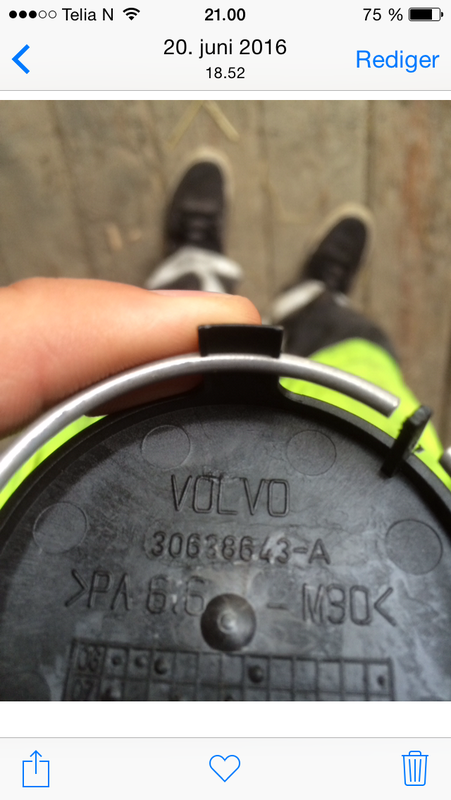 Telia N 21.00 75 %
20. juni 2016
18.52
Rediger
VOLVO
30638643-A
>PA 6.6 - M30<